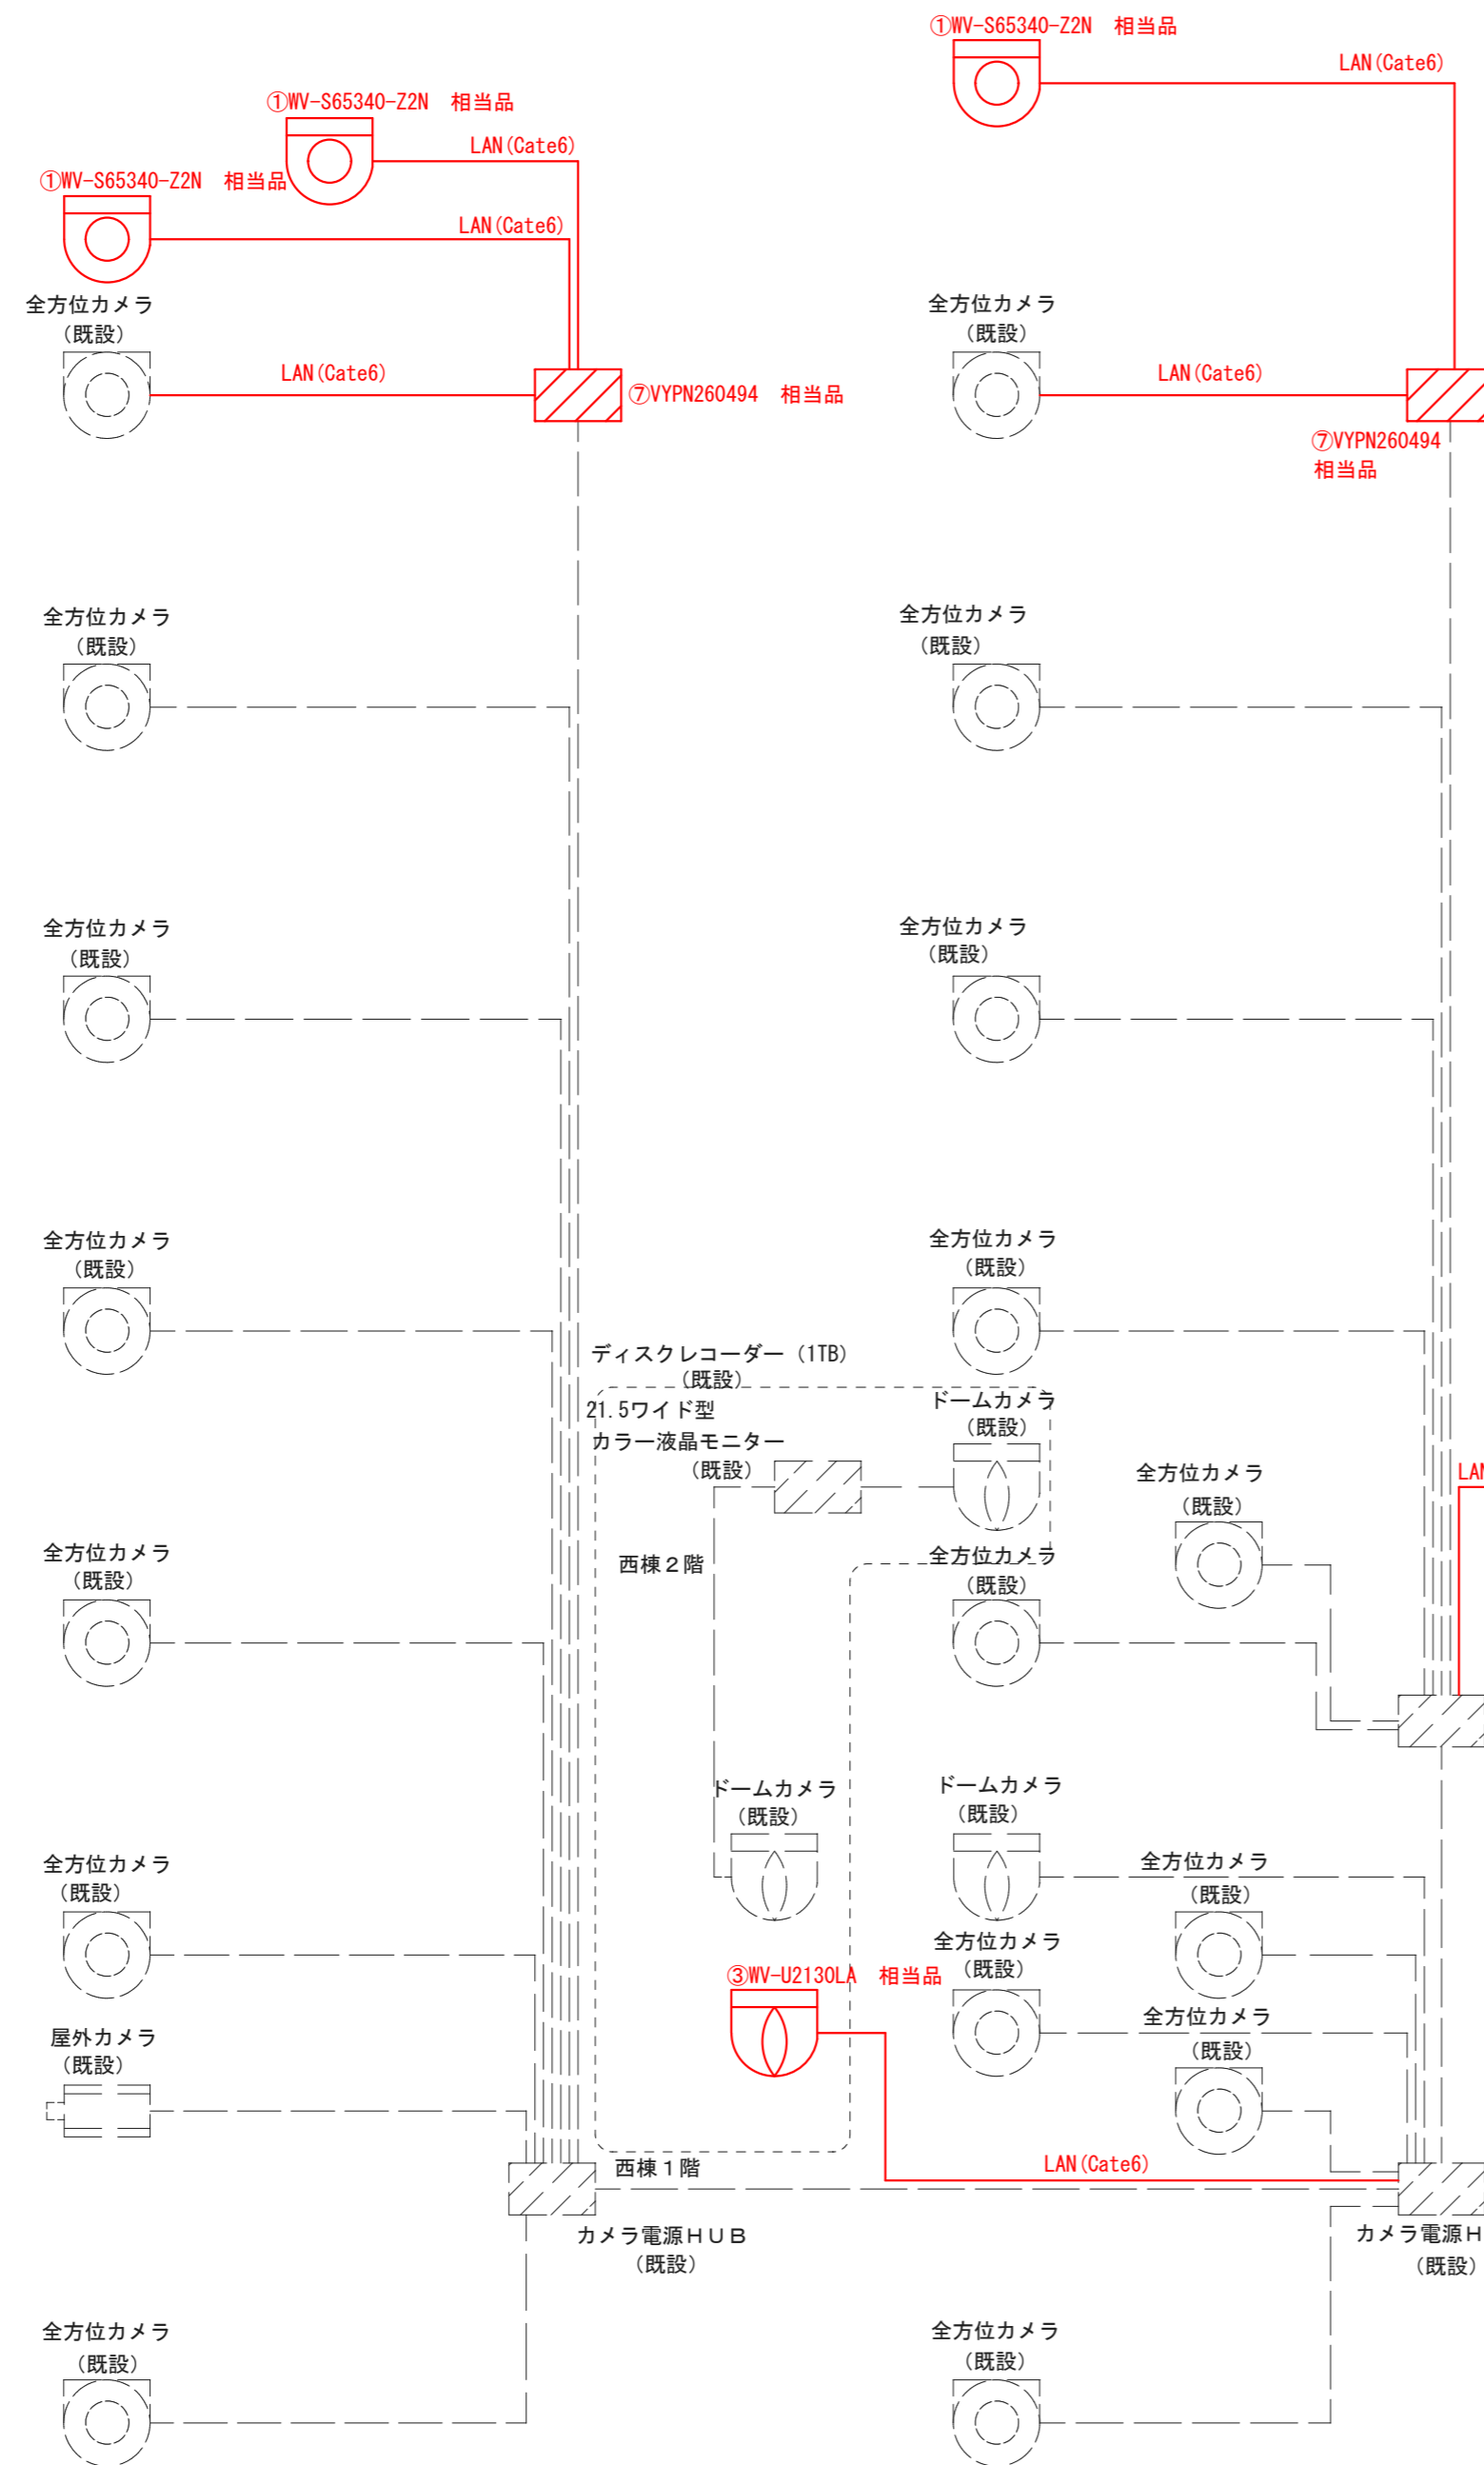 ①WV-S65340-Z2N　相当品
LAN(Cate6)
①WV-S65340-Z2N　相当品
LAN(Cate6)
①WV-S65340-Z2N　相当品
LAN(Cate6)
全方位カメラ
（既設）
全方位カメラ
（既設）
LAN(Cate6)
⑦VYPN260494　相当品
LAN(Cate6)
⑦VYPN260494
相当品
全方位カメラ
（既設）
全方位カメラ
（既設）
全方位カメラ
（既設）
全方位カメラ
（既設）
全方位カメラ
（既設）
全方位カメラ
（既設）
ディスクレコーダー（1TB）
（既設）
21.5ワイド型
カラー液晶モニター
（既設）
ドームカメラ
（既設）
全方位カメラ
（既設）
LAN
全方位カメラ
（既設）
西棟２階
全方位カメラ
（既設）
ドームカメラ
（既設）
ドームカメラ
（既設）
全方位カメラ
（既設）
全方位カメラ
（既設）
③WV-U2130LA　相当品
全方位カメラ
（既設）
屋外カメラ
（既設）
全方位カメラ
（既設）
西棟１階
LAN(Cate6)
カメラ電源ＨＵＢ
（既設）
カメラ電源Ｈ
（既設）
全方位カメラ
（既設）
全方位カメラ
（既設）